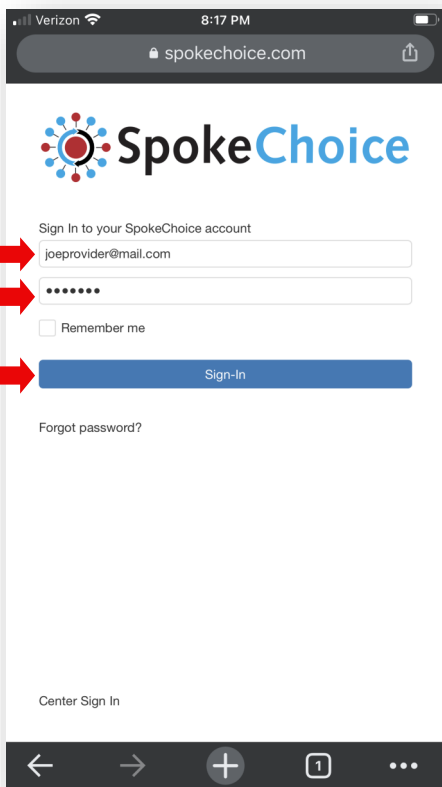 Verizon 8:17 PM
spokechoice.com
SpokeChoice
Sign In to your SpokeChoice account
joeprovider@mail.com
•••••••
Remember me
Sign-In
Forgot password?
Center Sign In
1